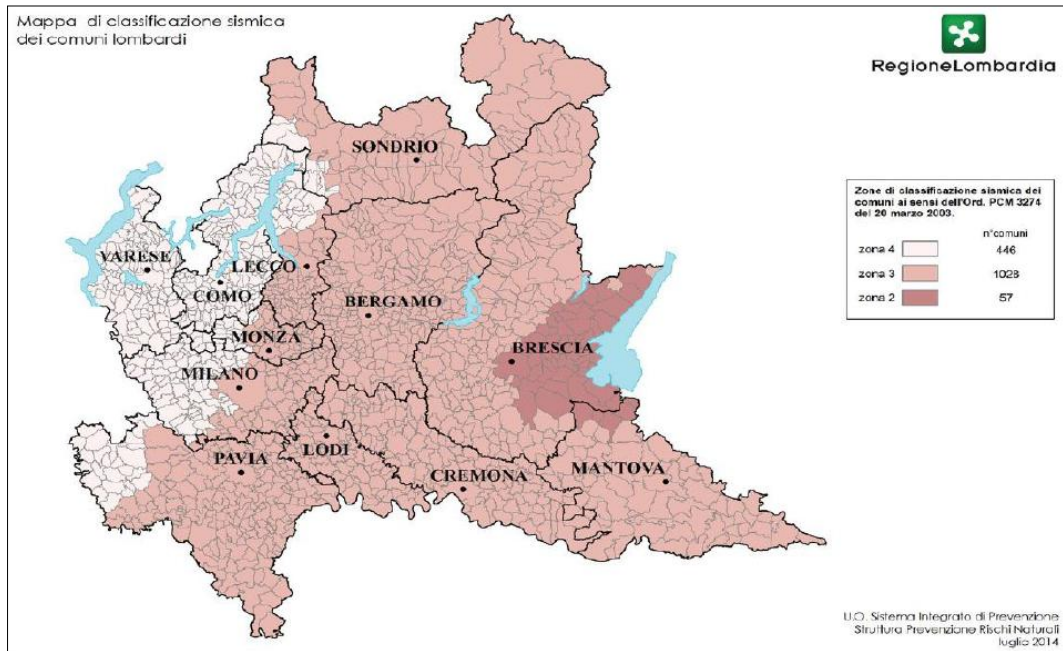 Mappa di classificazione sismica
dei comuni lombardi
RegioneLombardia
SONDRIO
VARESE
LECCO
COMO
BERGAMO
MONZA
BRESCIA
MILANO
LODI
PAVIA
CREMONA
MANTOVA
Zone di classificazione sismica dei
comuni ai sensi dell'Ord. PCM 3274
del 20 marzo 2003.
n°comuni
zona 4 446
zona 3 1028
zona 2 57
U.O. Sistema Integrato di Prevenzione
Struttura Prevenzione Rischi Naturali
luglio 2014